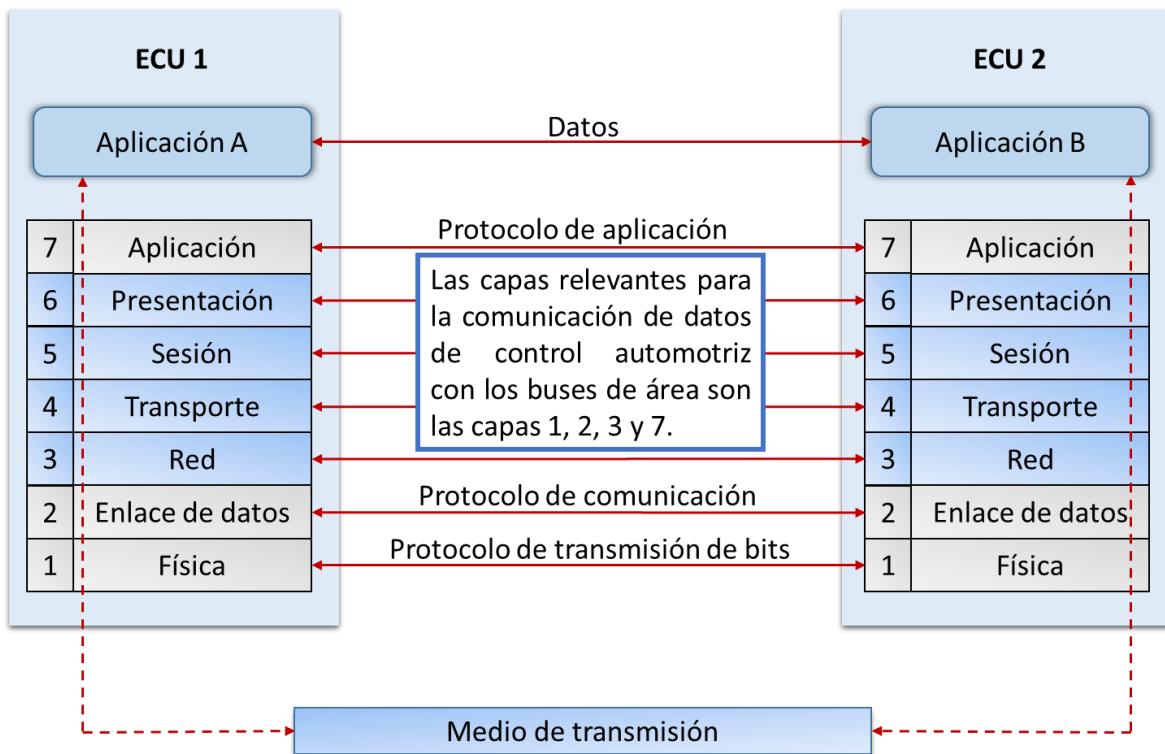 ECU 1
ECU 2
Aplicación A
Datos
Aplicación B
Protocolo de aplicación
7 Aplicación
7 Aplicación
6 Presentación
6 Presentación
5 Sesión
5 Sesión
4 Transporte
4 Transporte
3 Red
3 Red
Las capas relevantes para
la comunicación de datos
de control automotriz
con los buses de área son
las capas 1, 2, 3 y 7.
Protocolo de comunicación
2 Enlace de datos
2 Enlace de datos
Protocolo de transmisión de bits
1 Física
1 Física
Medio de transmisión